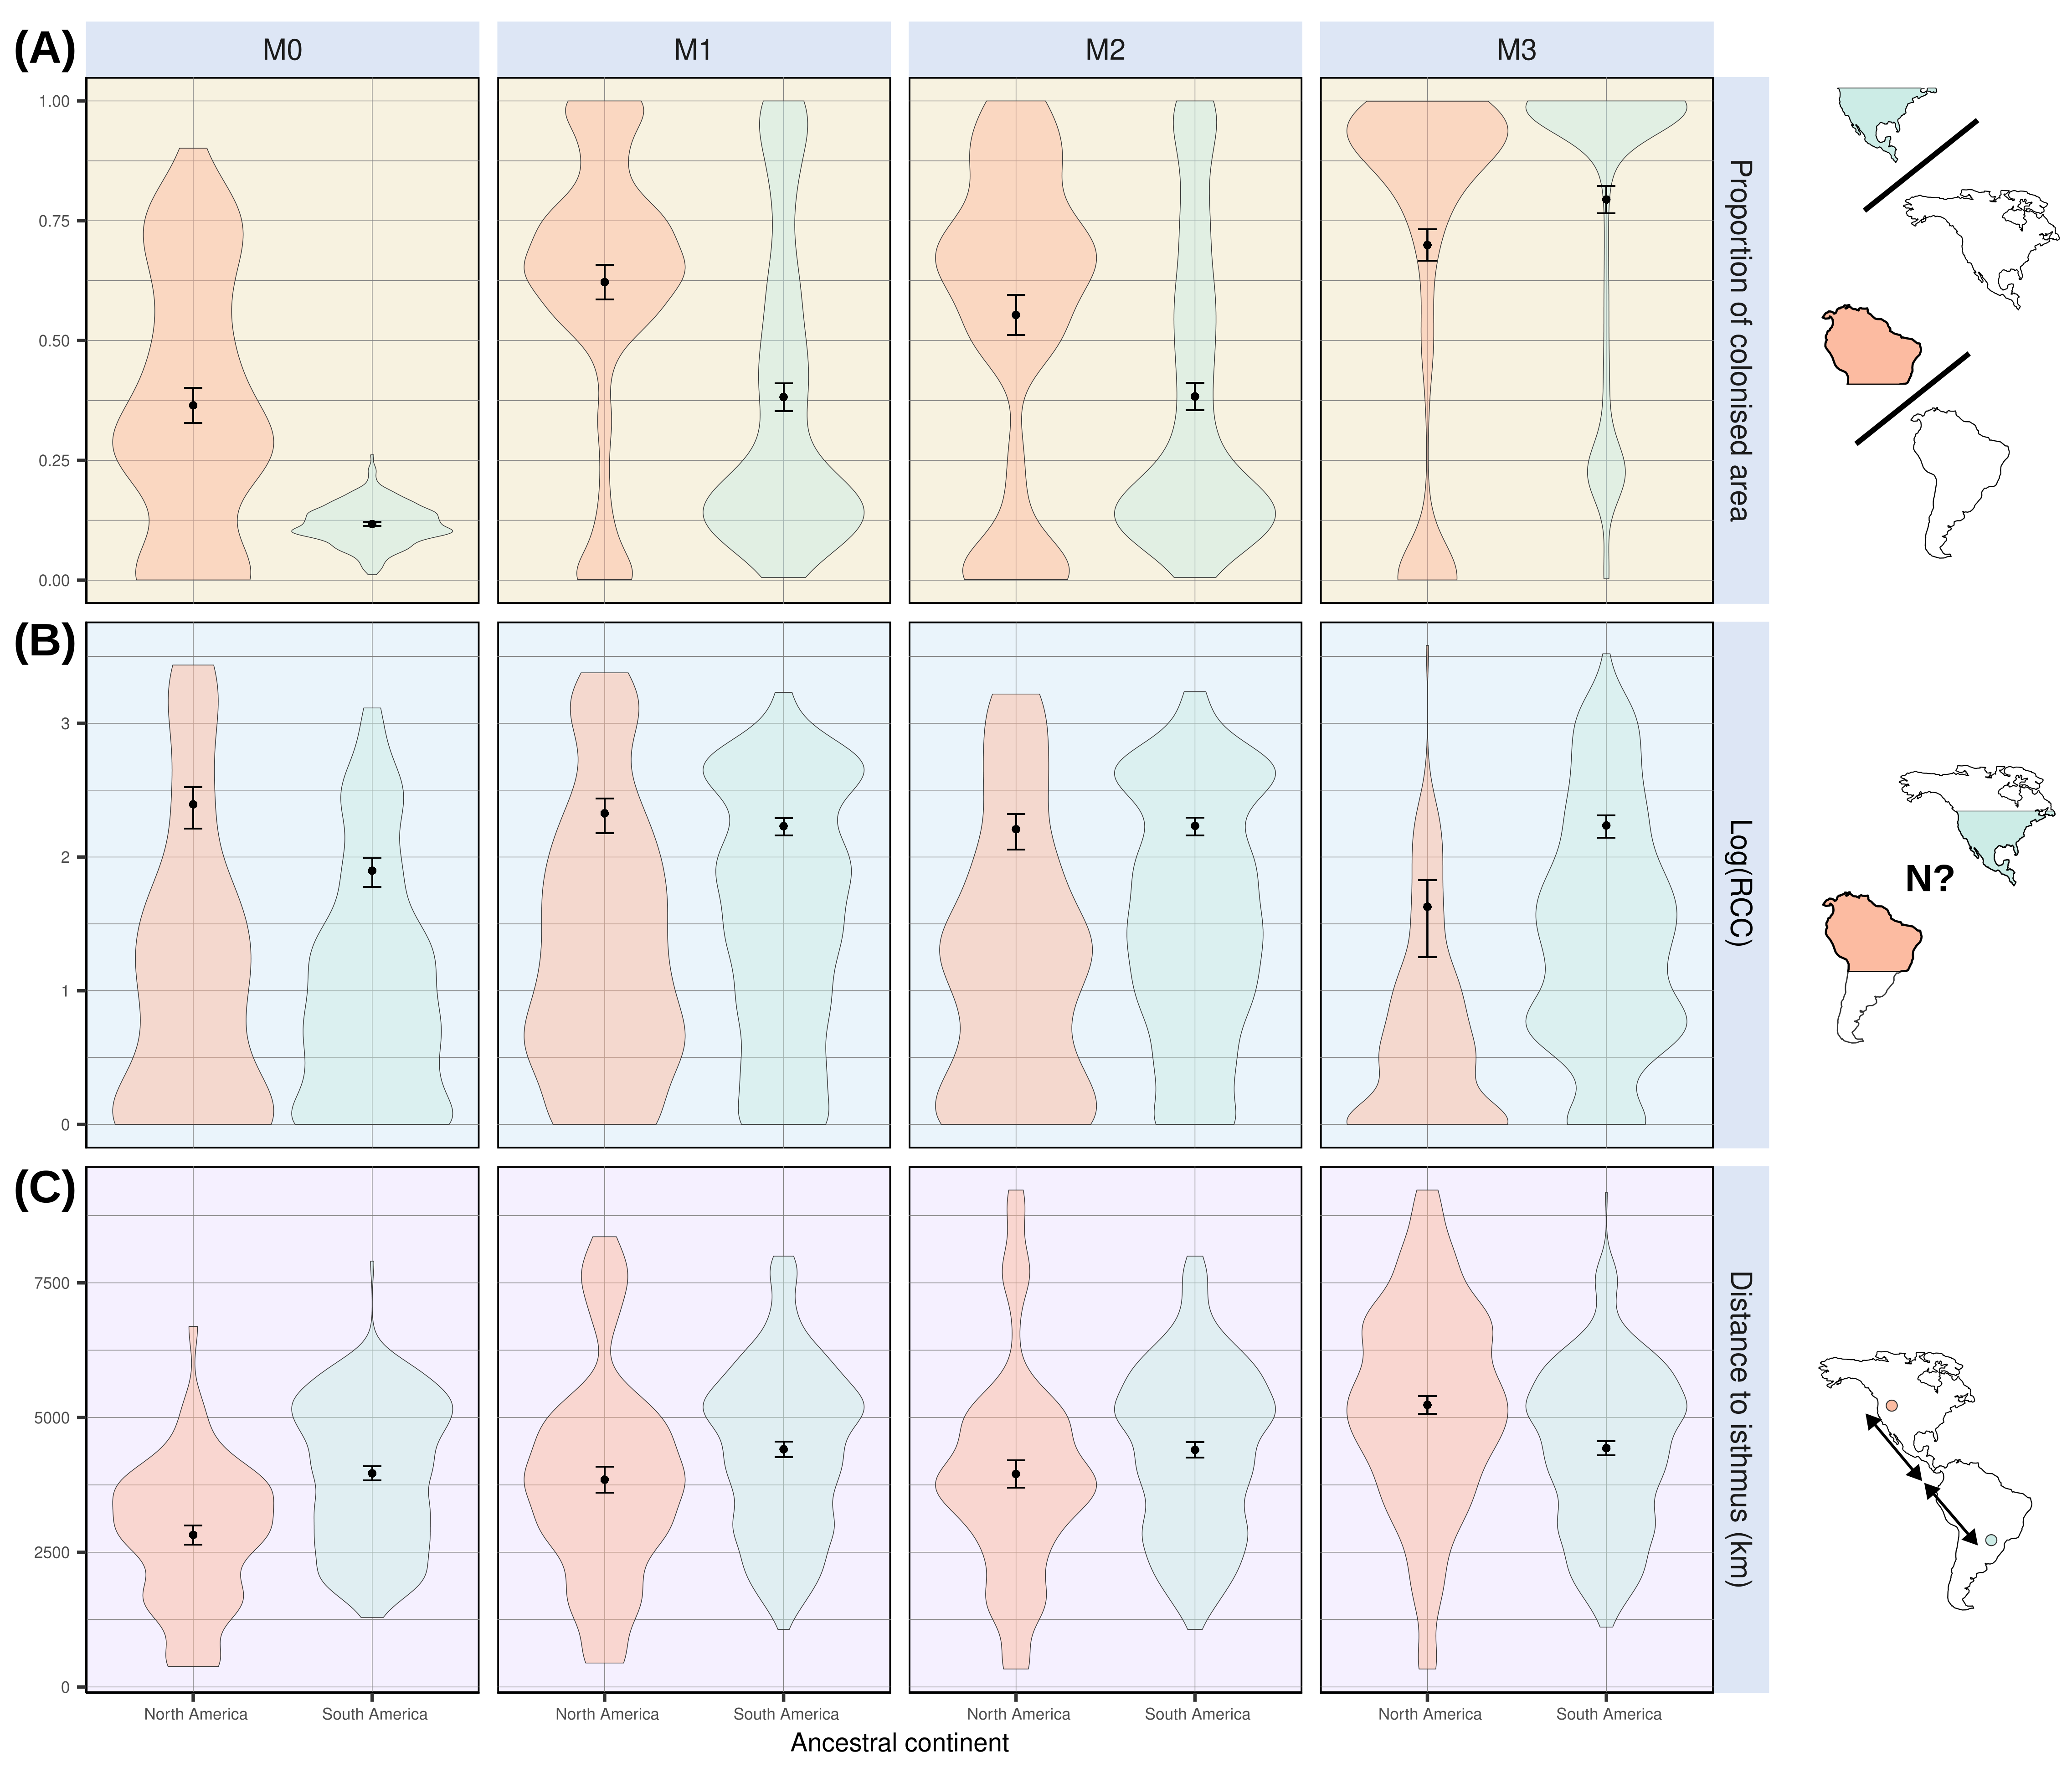 (A)
M0
M1
M2
M3
1.00
0.75
0.50
0.25
0.00
Proportion of colonised area
(B)
3
2
1
0
Log(RCC)
N?
(C)
7500
5000
2500
0
Distance to isthmus (km)
North America
South America
North America
South America
North America
South America
North America
South America
Ancestral continent